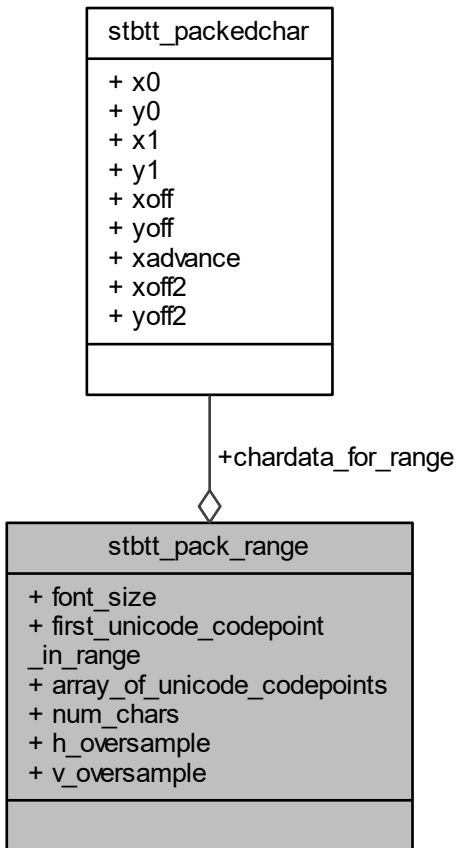 stbtt_packedchar
+ x0
+ y0
+ x1
+ y1
+ xoff
+ yoff
+ xadvance
+ xoff2
+ yoff2
+chardata_for_range
stbtt_pack_range
+ font_size
+ first_unicode_codepoint
_in_range
+ array_of_unicode_codepoints
+ num_chars
+ h_oversample
+ v_oversample